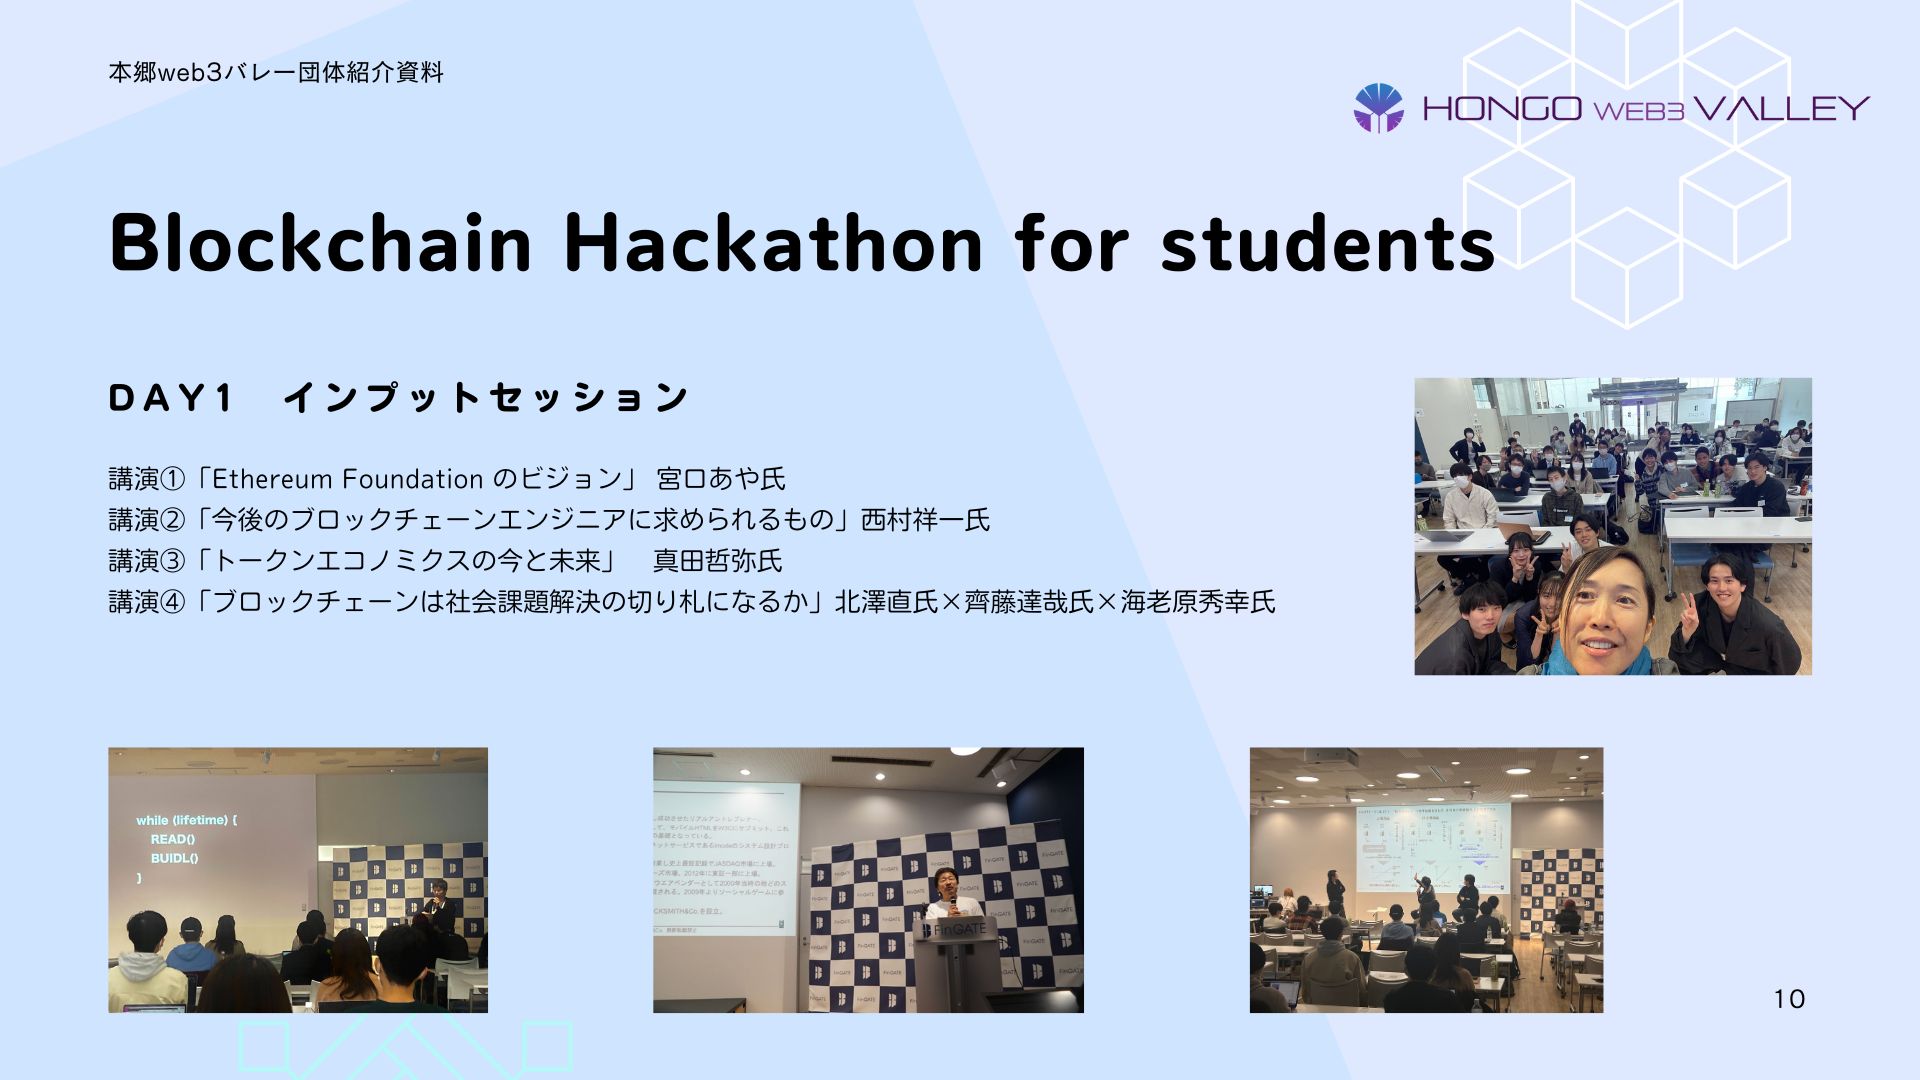 本郷web3バレー団体紹介資料
HONGO WEB3 VALLEY
Blockchain Hackathon for students
DAY1　インプットセッション
講演①「Ethereum Foundation のビジョン」 宮口あや氏
講演②「今後のブロックチェーンエンジニアに求められるもの」西村祥一氏
講演③「トークンエコノミクスの今と未来」　真田哲弥氏
講演④「ブロックチェーンは社会課題解決の切り札になるか」北澤直氏×齊藤達哉氏×海老原秀幸氏
while (lifetime) {
READ()
BUIDL()
}
FinGATE
10